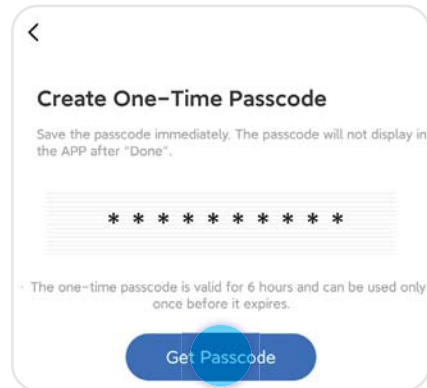 Create One-Time Passcode
Save the passcode immediately. The passcode will not display in
the APP after "Done".
* * * * * * * * * *
· The one-time passcode is valid for 6 hours and can be used only
once before it expires.
Get Passcode